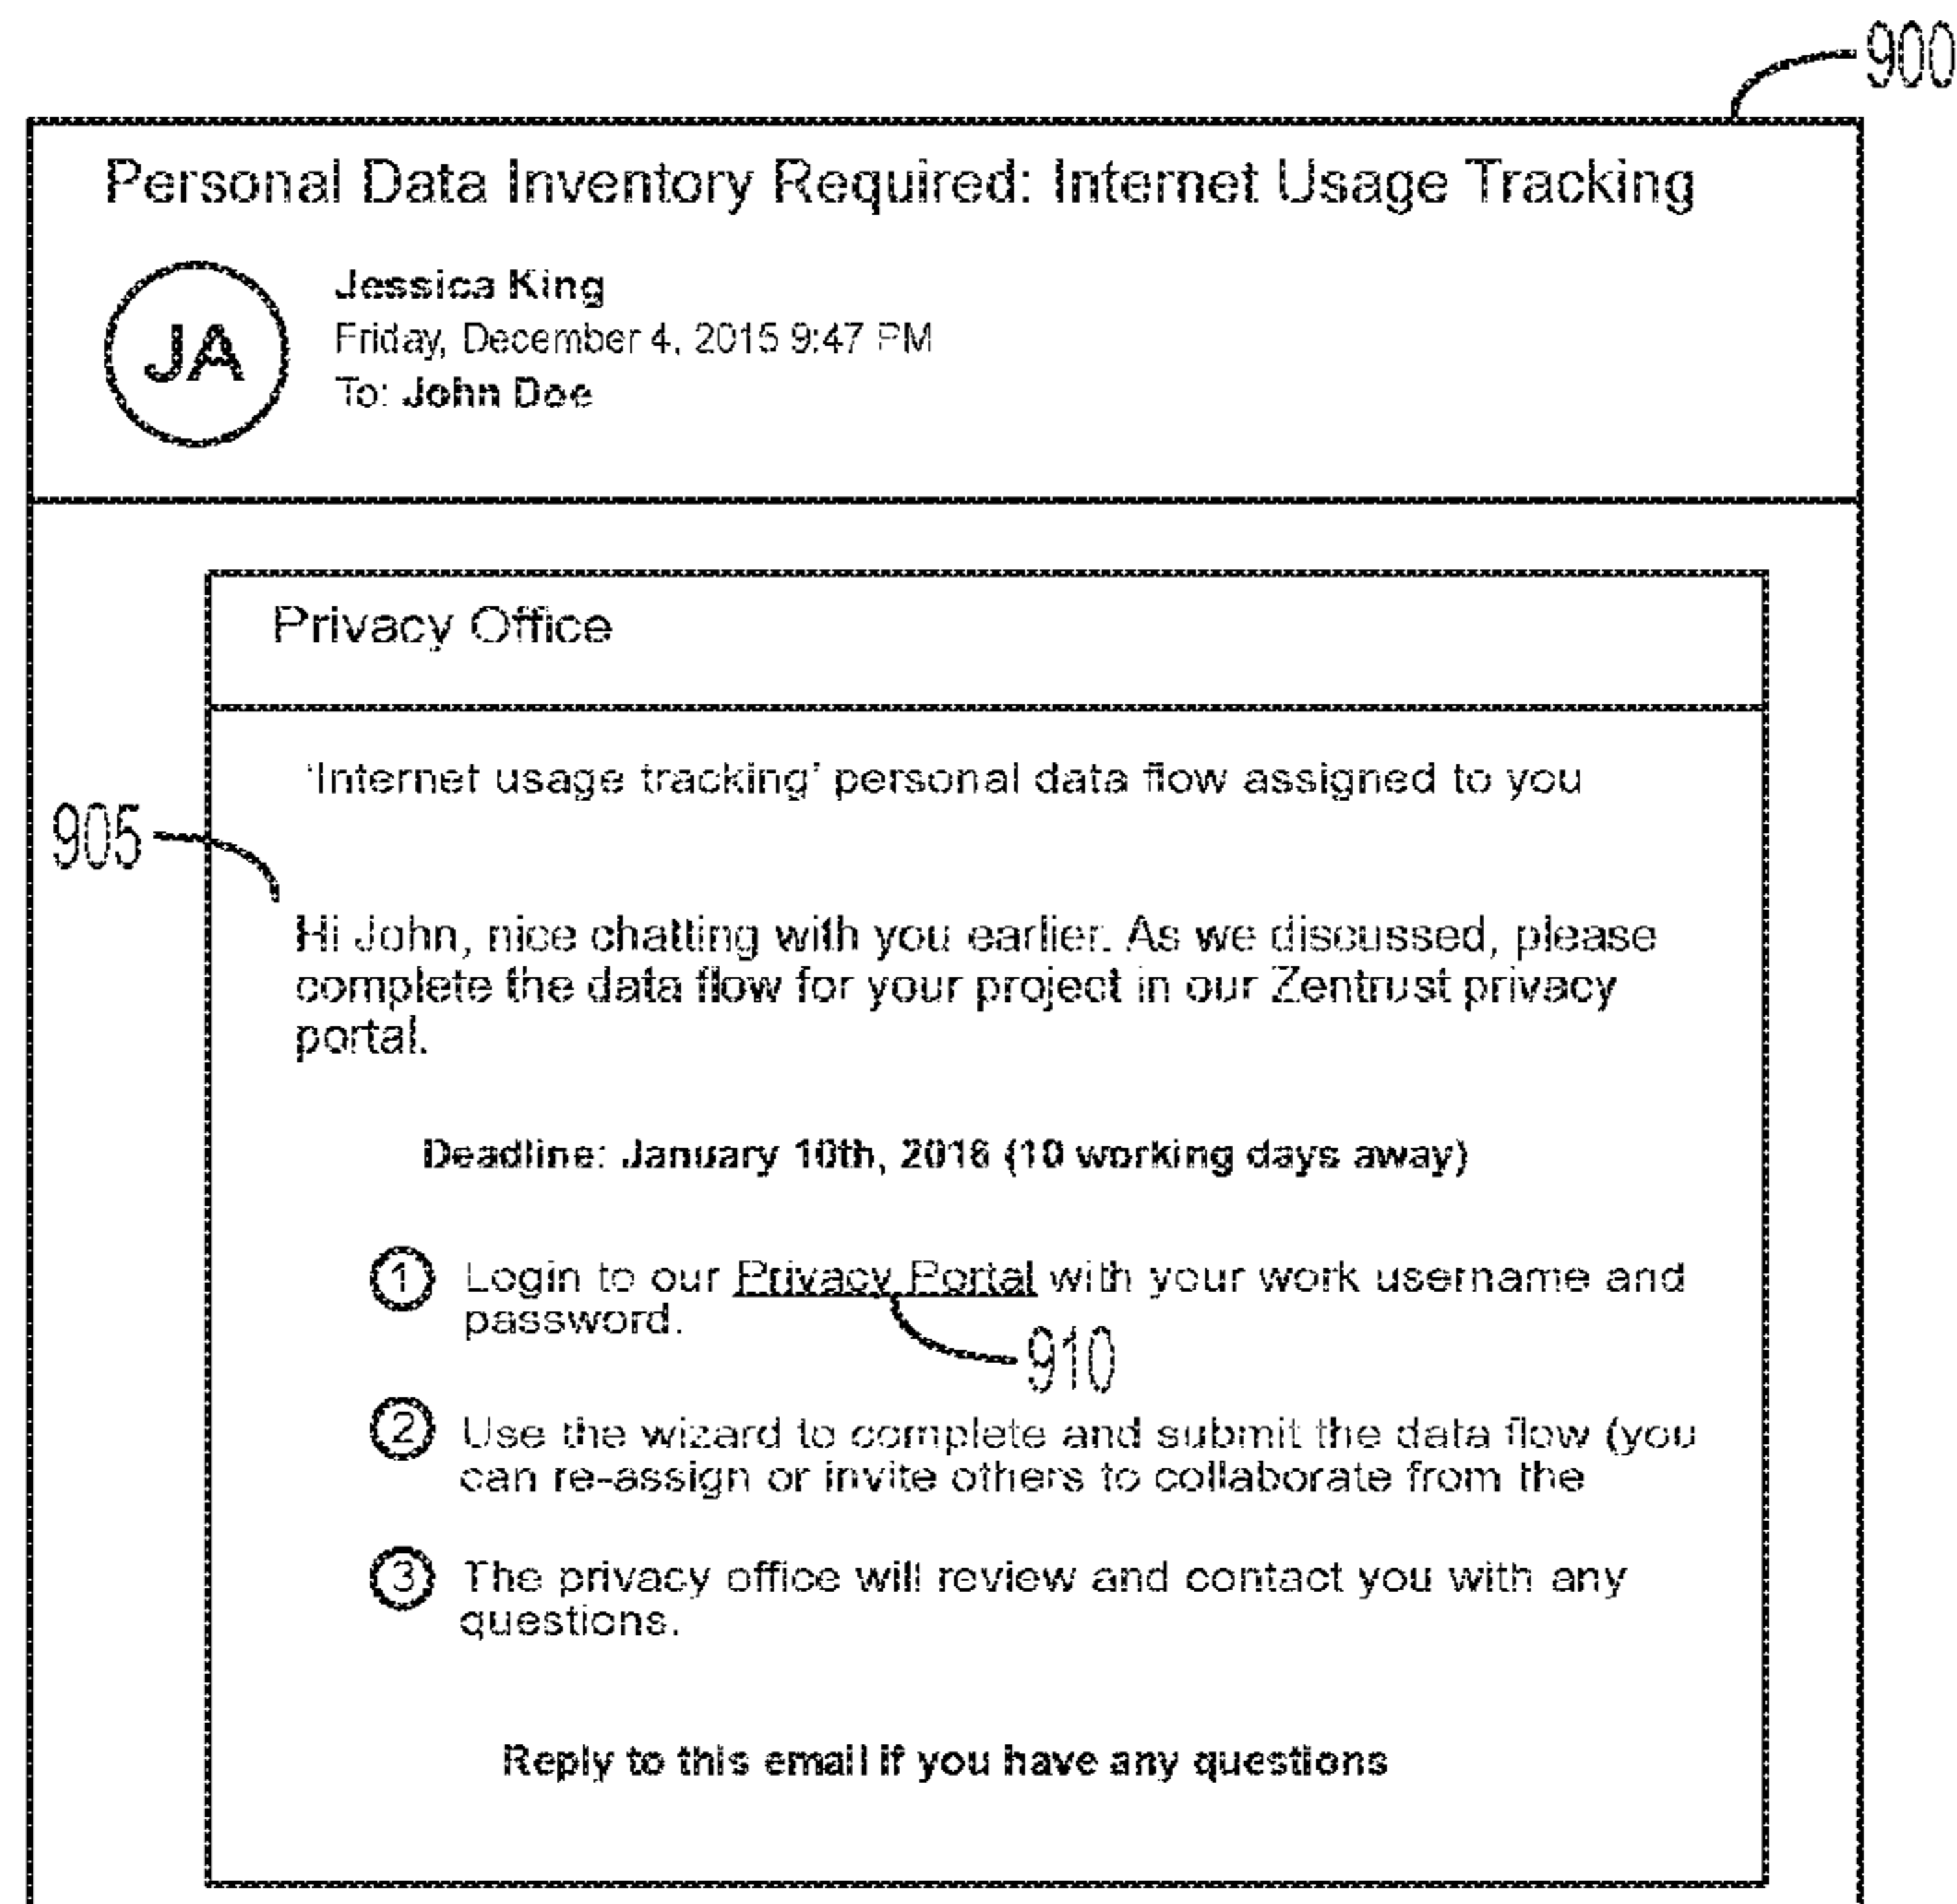 900
Personal Data Inventory Required: Internet Usage Tracking
JA
Jessica King
Friday, December 4, 2015 9:47 PM
To: John Doe
Privacy Office
'Internet usage tracking' personal data flow assigned to you
905
Hi John, nice chatting with you earlier. As we discussed, please
complete the data flow for your project in our Zentrust privacy
portal.
Deadline: January 10th, 2016 (10 working days away)
1 Login to our Privacy Portal with your work username and
password.
910
2 Use the wizard to complete and submit the data flow (you
can re-assign or invite others to collaborate from the
3 The privacy office will review and contact you with any
questions.
Reply to this email if you have any questions